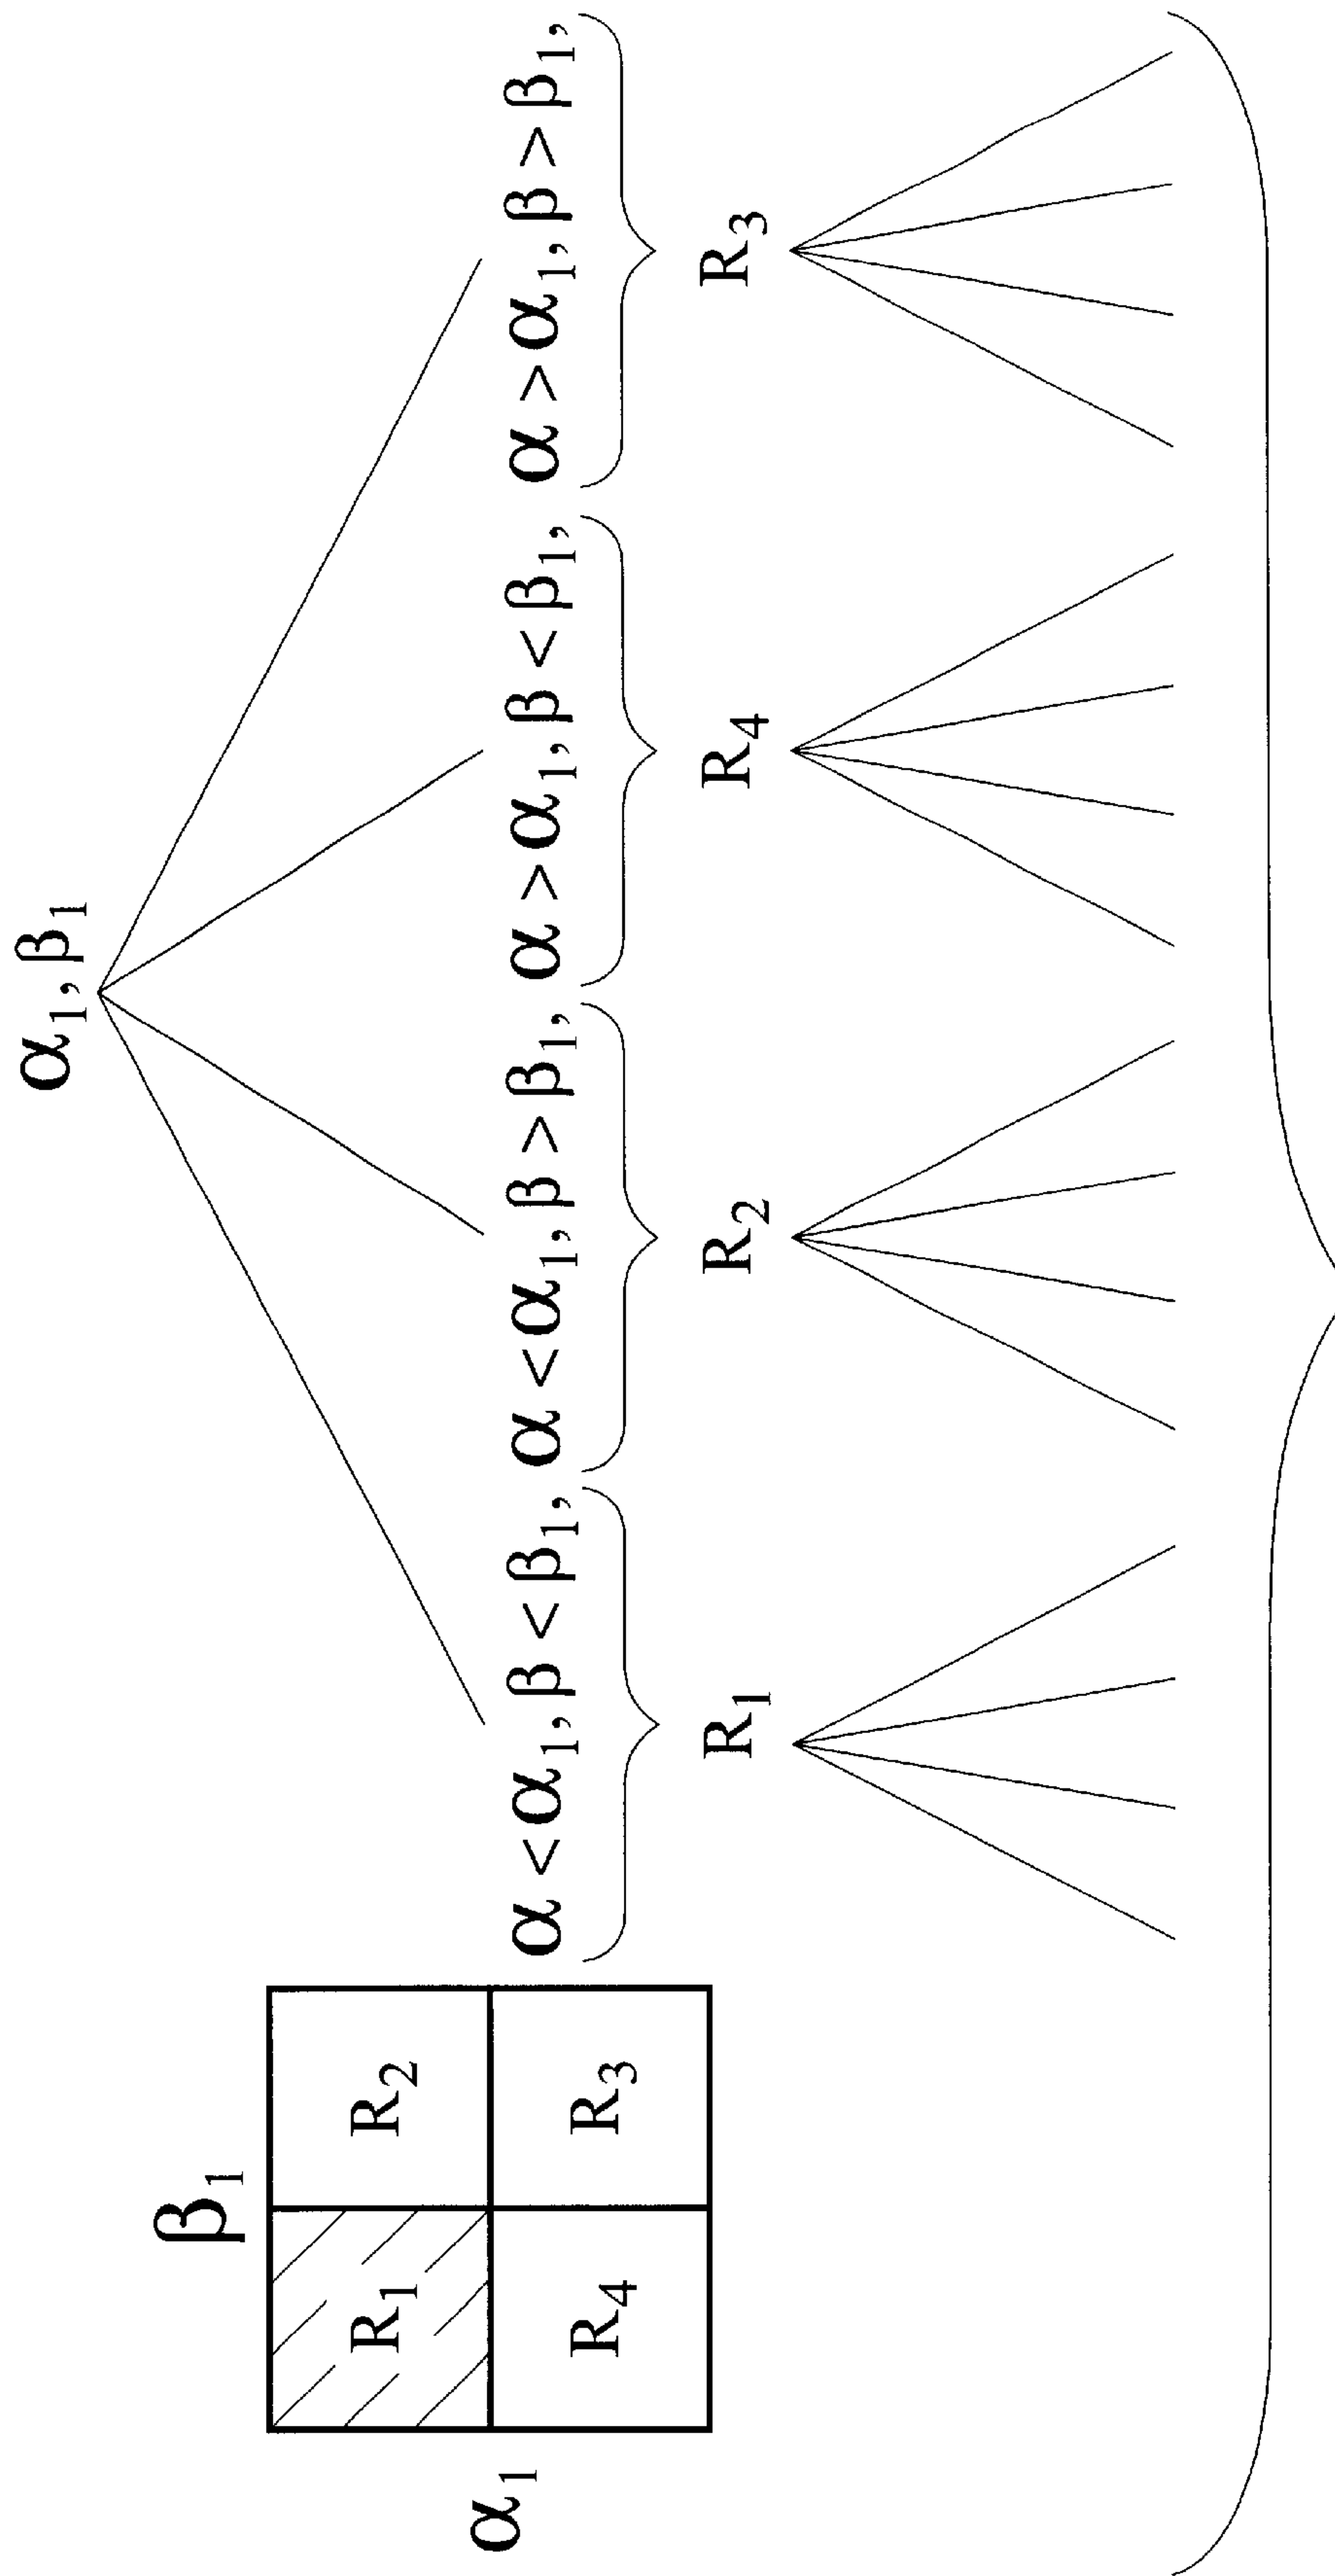 α₁, β₁
α < α₁, β < β₁, α < α₁, β > β₁, α > α₁, β < β₁, α > α₁, β > β₁,
R₁ R₂ R₄ R₃
β₁
R₁ R₂
α₁
R₄ R₃